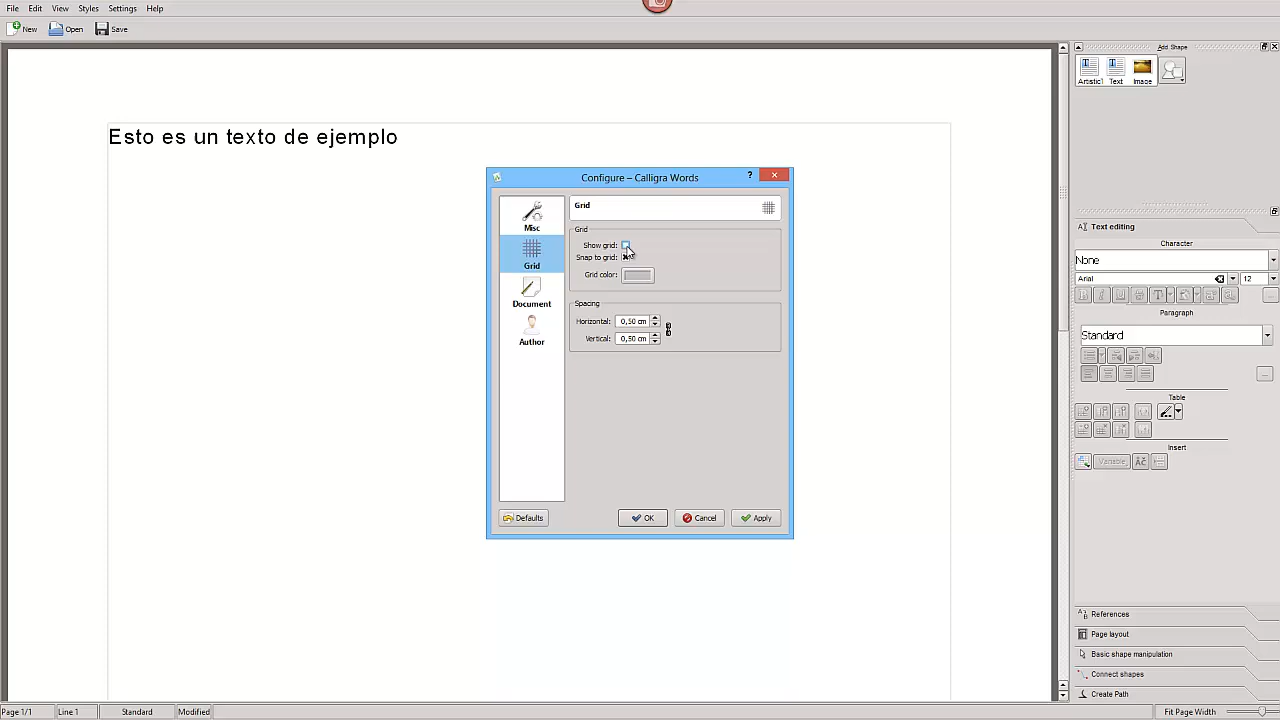 File Edit View Styles Settings Help
New Open Save
Add Shape
Artistic Text Image
Esto es un texto de ejemplo
Configure – Calligra Words
?
Misc
Grid
Document
Author
Grid
Grid
Show grid:
Snap to grid:
Grid color:
Spacing
Horizontal: 0,50 cm
Vertical: 0,50 cm
Defaults OK Cancel Apply
Text editing
Character
None
Arial 12
Paragraph
Standard
...
Table
Insert
Variable
References
Page layout
Basic shape manipulation
Connect shapes
Create Path
Page 1/1 Line 1 Standard Modified Fit Page Width